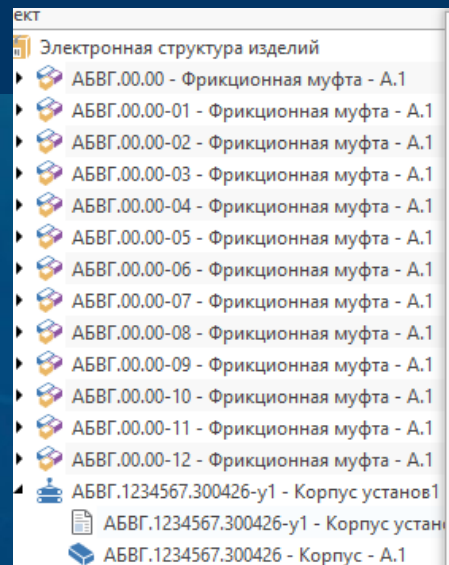 ект
Электронная структура изделий
АБВГ.00.00 - Фрикционная муфта - А.1
АБВГ.00.00-01 - Фрикционная муфта - А.1
АБВГ.00.00-02 - Фрикционная муфта - А.1
АБВГ.00.00-03 - Фрикционная муфта - А.1
АБВГ.00.00-04 - Фрикционная муфта - А.1
АБВГ.00.00-05 - Фрикционная муфта - А.1
АБВГ.00.00-06 - Фрикционная муфта - А.1
АБВГ.00.00-07 - Фрикционная муфта - А.1
АБВГ.00.00-08 - Фрикционная муфта - А.1
АБВГ.00.00-09 - Фрикционная муфта - А.1
АБВГ.00.00-10 - Фрикционная муфта - А.1
АБВГ.00.00-11 - Фрикционная муфта - А.1
АБВГ.00.00-12 - Фрикционная муфта - А.1
АБВГ.1234567.300426-у1 - Корпус установ1
АБВГ.1234567.300426-у1 - Корпус устан
АБВГ.1234567.300426 - Корпус - А.1